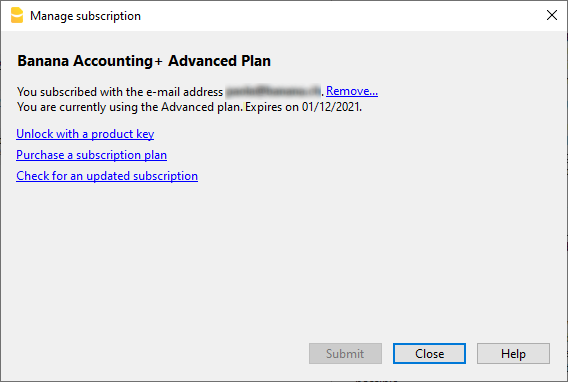 Manage subscription
Banana Accounting+ Advanced Plan
You subscribed with the e-mail address . Remove...
You are currently using the Advanced plan. Expires on 01/12/2021.
Unlock with a product key
Purchase a subscription plan
Check for an updated subscription
Submit Close Help